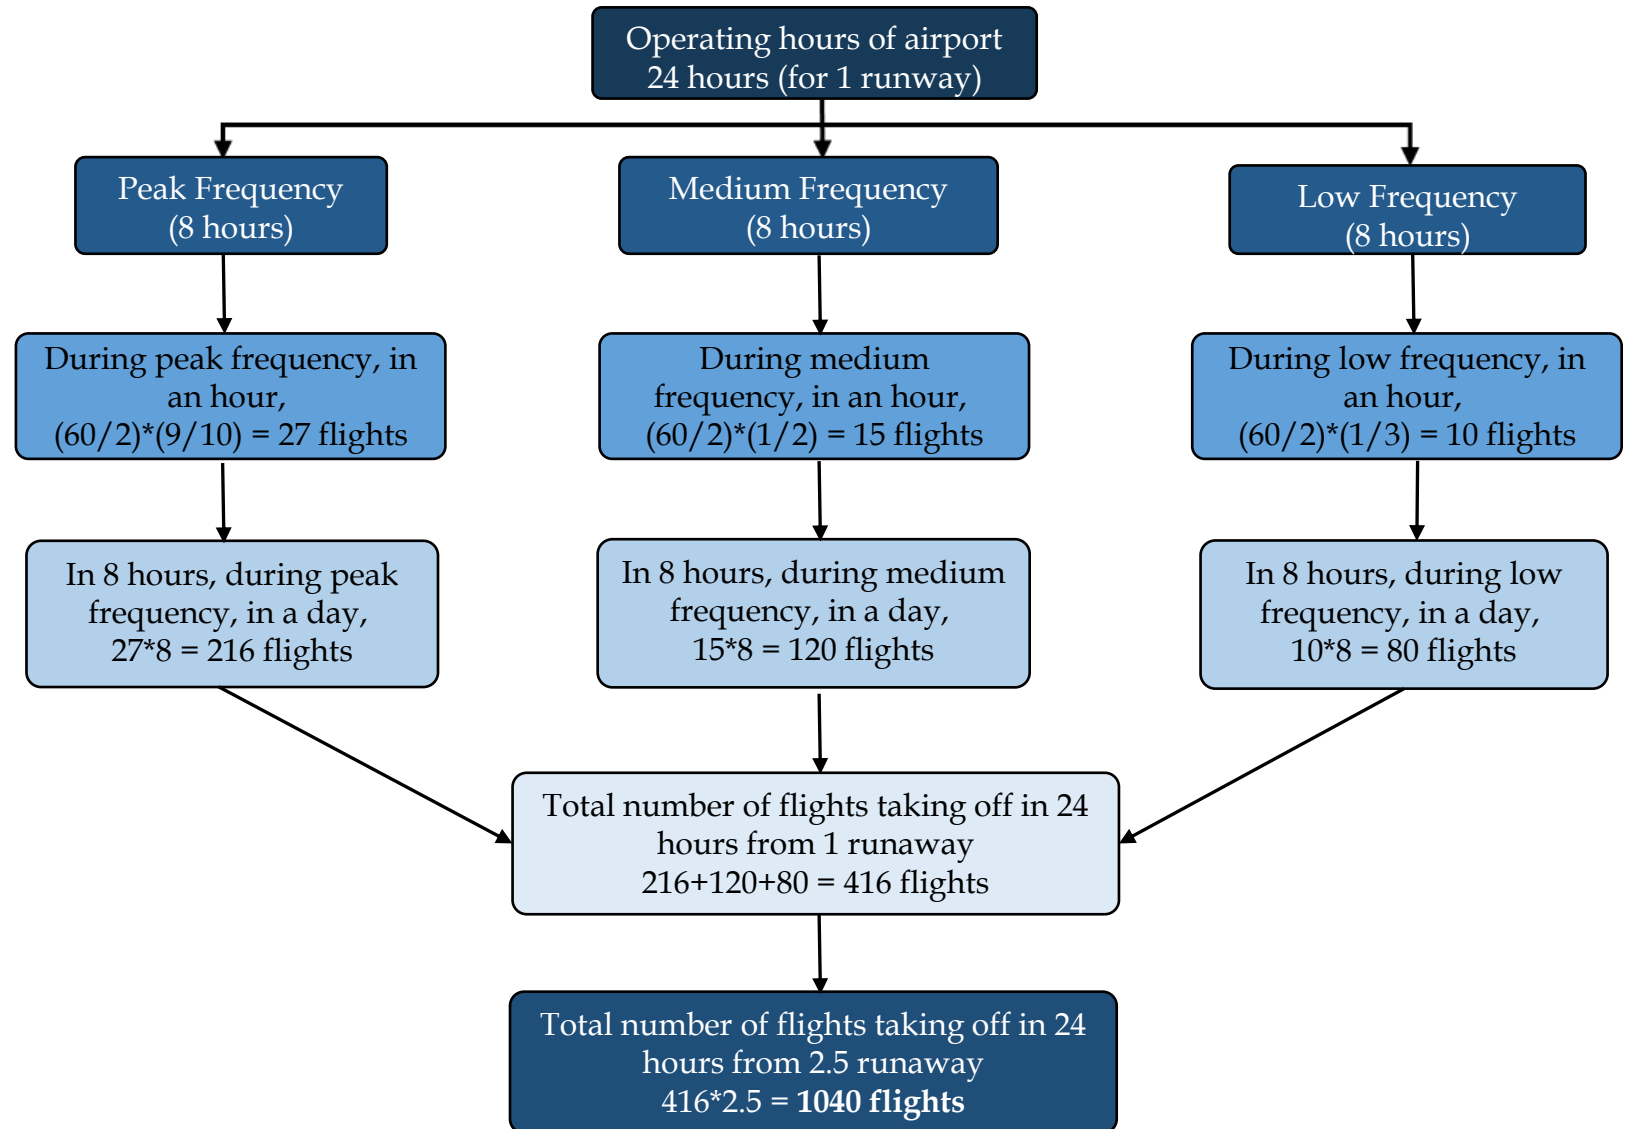 Operating hours of airport
24 hours (for 1 runway)
Peak Frequency
(8 hours)
Medium Frequency
(8 hours)
Low Frequency
(8 hours)
During peak frequency, in
an hour,
(60/2)*(9/10) = 27 flights
During medium
frequency, in an hour,
(60/2)*(1/2) = 15 flights
During low frequency, in
an hour,
(60/2)*(1/3) = 10 flights
In 8 hours, during peak
frequency, in a day,
27*8 = 216 flights
In 8 hours, during medium
frequency, in a day,
15*8 = 120 flights
In 8 hours, during low
frequency, in a day,
10*8 = 80 flights
Total number of flights taking off in 24
hours from 1 runaway
216+120+80 = 416 flights
Total number of flights taking off in 24
hours from 2.5 runaway
416*2.5 = 1040 flights